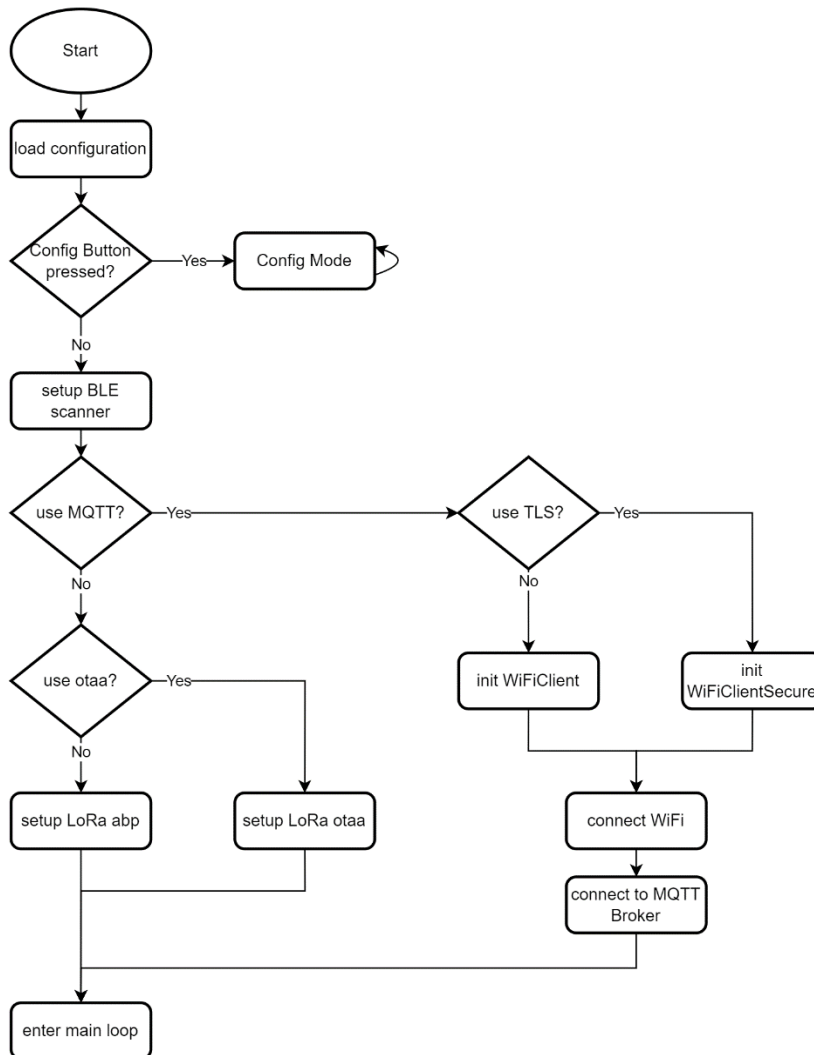 Start
load configuration
Config Button
pressed?
Yes
Config Mode
No
setup BLE
scanner
use MQTT?
Yes
use TLS?
Yes
No
No
use otaa?
Yes
init WiFiClient
init
WiFiClientSecure
No
setup LoRa abp
setup LoRa otaa
connect WiFi
connect to MQTT
Broker
enter main loop